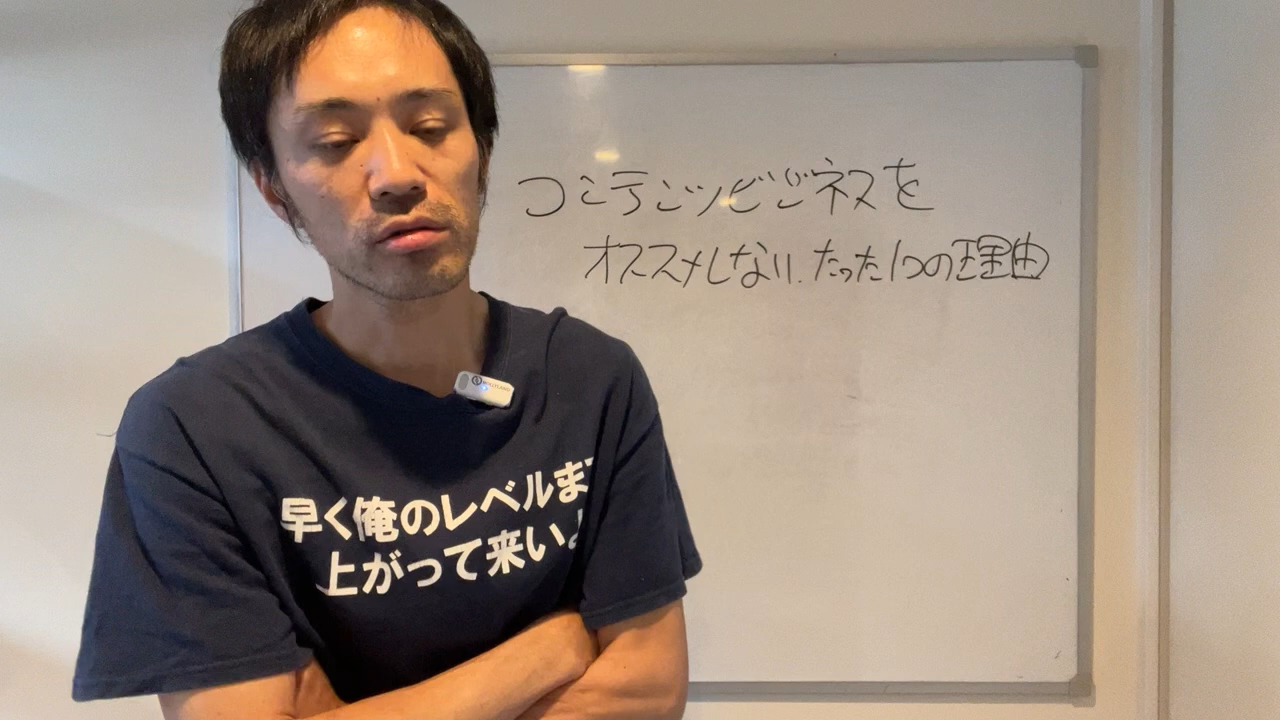 コンテンツビジネスを
オススメしない、たった1つの理由
早く俺のレベルま
上がって来い